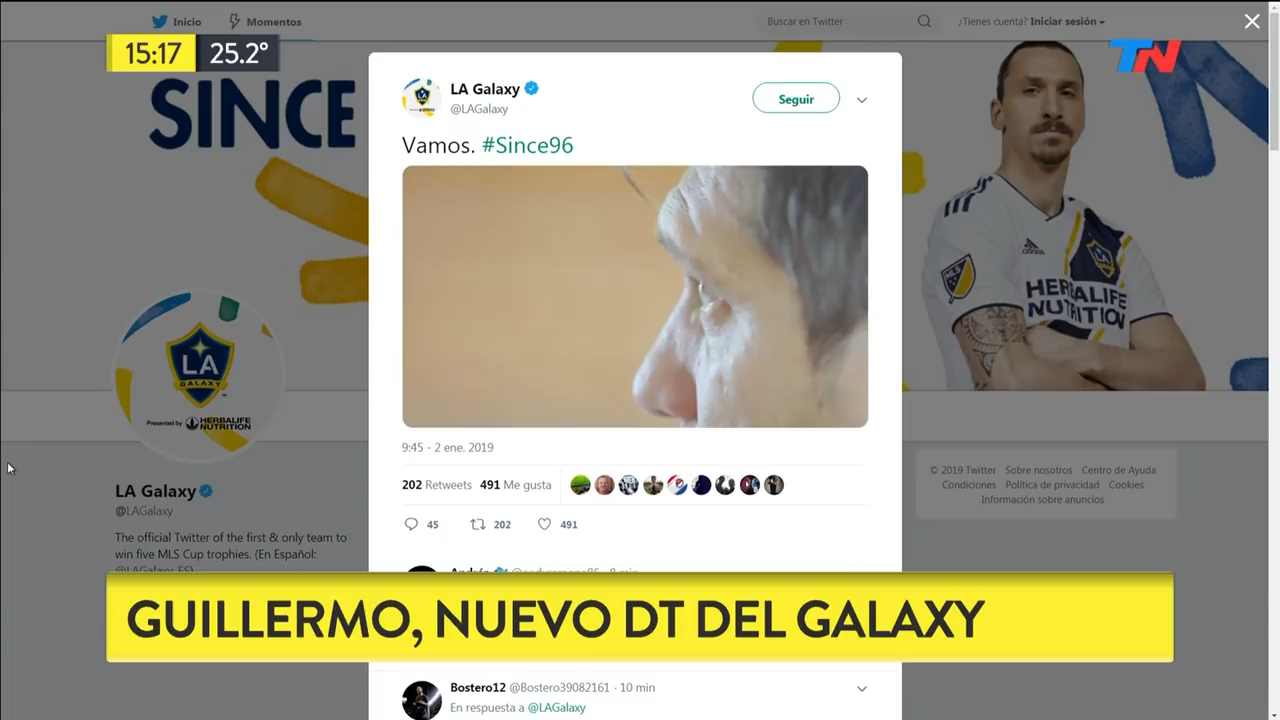 Inicio
Momentos
Buscar en Twitter
¿Tienes cuenta? Iniciar sesión
15:17 25.2°
TN
SINCE
LA Galaxy
@LAGalaxy
Seguir
Vamos. #Since96
9:45 - 2 ene. 2019
202 Retweets 491 Me gusta
45 202 491
LA
GALAXY
Presented by HERBALIFE
NUTRITION
LA Galaxy
@LAGalaxy
The official Twitter of the first & only team to
win five MLS Cup trophies. (En Español:
@LAGalaxy_ES)
MLS
adidas
LA
HERBALIFE
NUTRITION
© 2019 Twitter Sobre nosotros Centro de Ayuda
Condiciones Política de privacidad Cookies
Información sobre anuncios
GUILLERMO, NUEVO DT DEL GALAXY
Bostero12 @Bostero39082161 · 10 min
En respuesta a @LAGalaxy